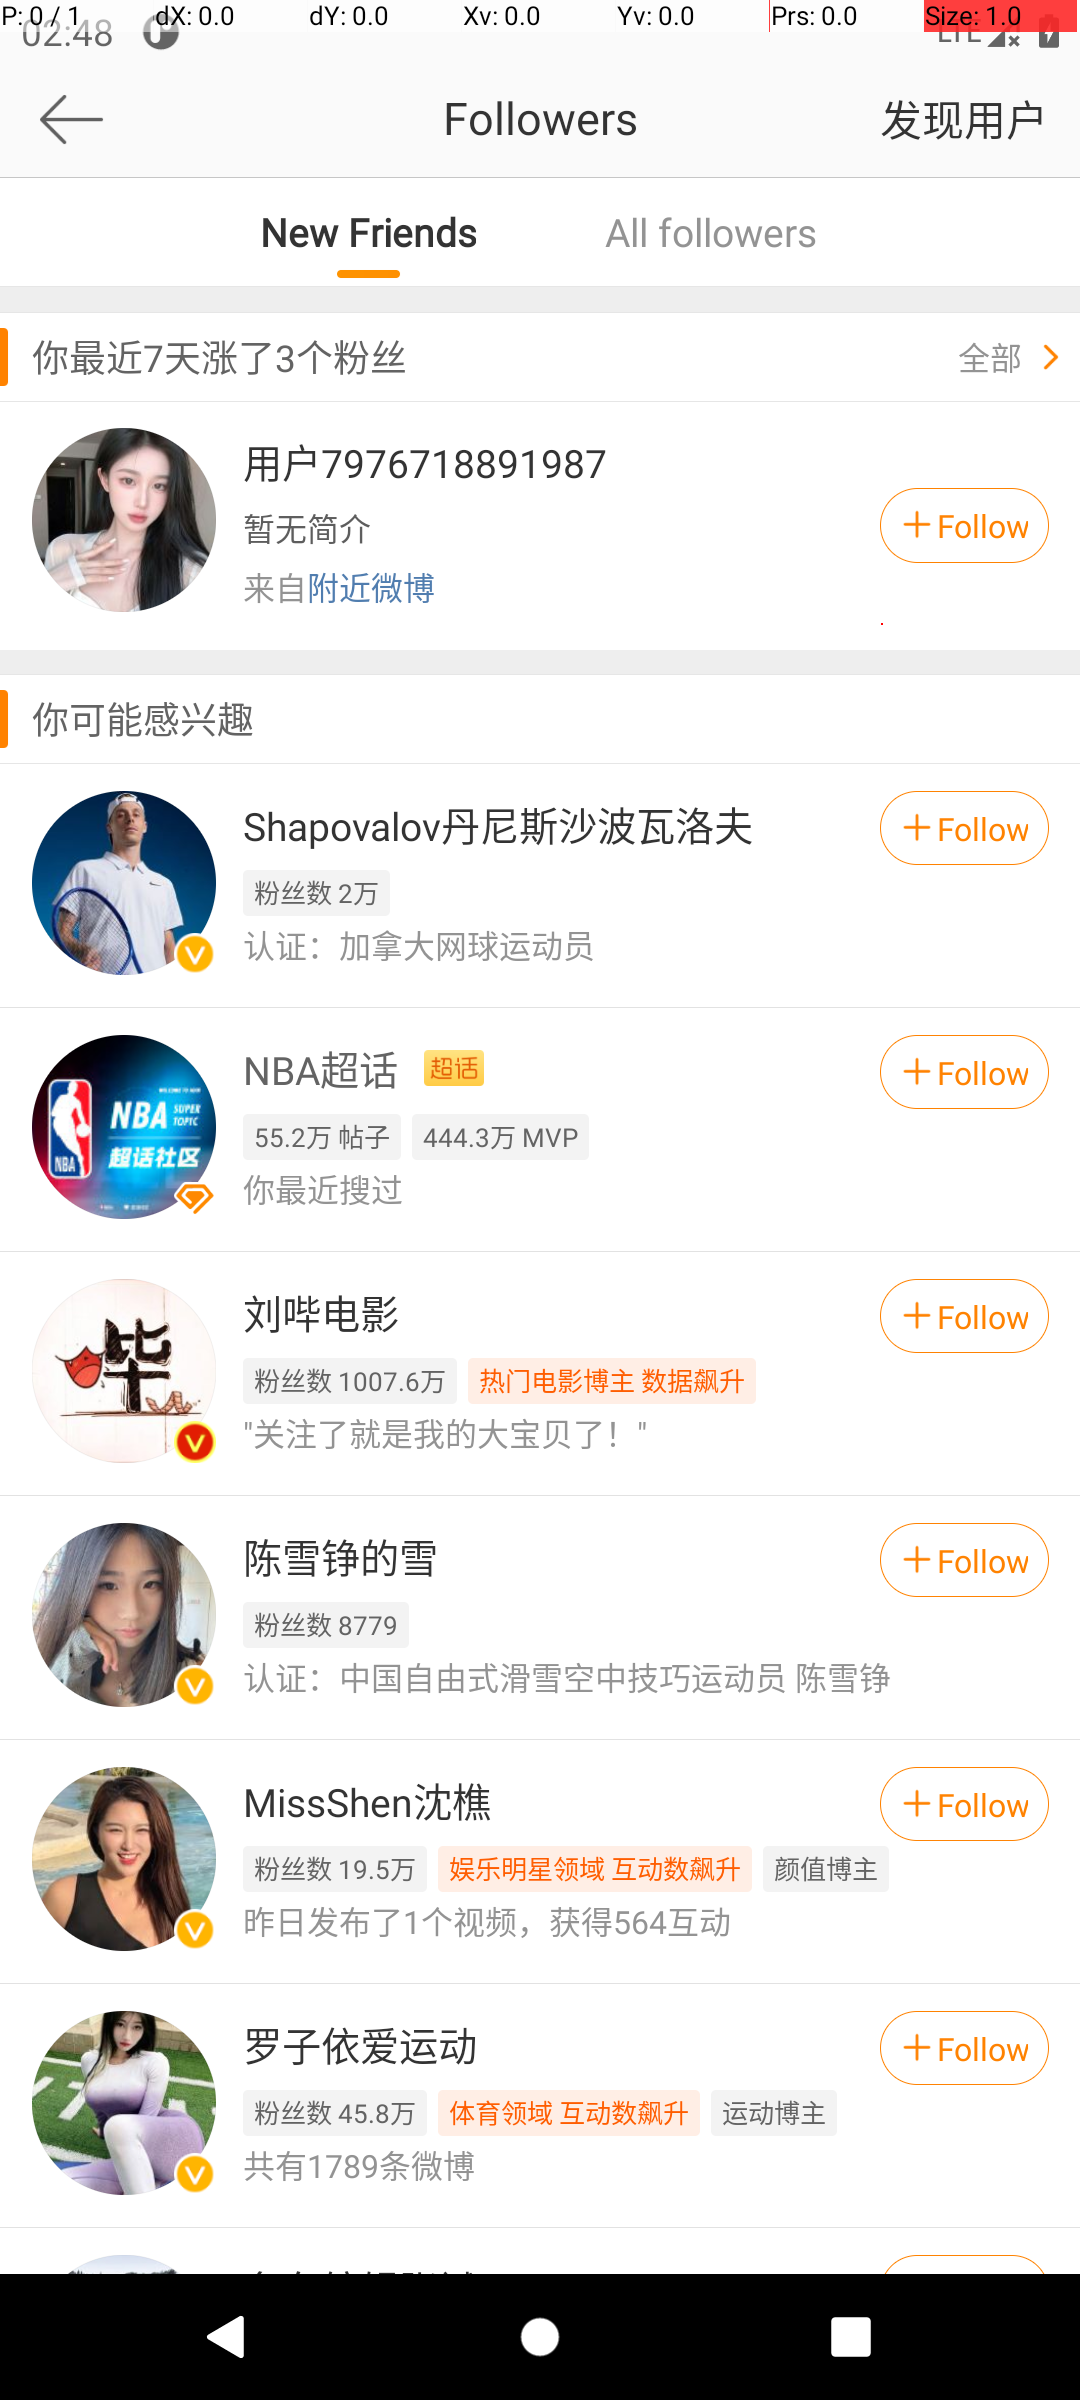 P: 0 / 1 dX: 0.0 dY: 0.0 Xv: 0.0 Yv: 0.0 Prs: 0.0 Size: 1.0
02:48 LTE
Followers 发现用户
New Friends All followers
你最近7天涨了3个粉丝 全部
用户7976718891987
暂无简介
来自附近微博
+Follow
你可能感兴趣
Shapovalov丹尼斯沙波瓦洛夫
+Follow
粉丝数 2万
认证：加拿大网球运动员
NBA超话 超话
+Follow
55.2万 帖子 444.3万 MVP
你最近搜过
NBA SUPER TOPIC
超话社区
NBA
刘哔电影
+Follow
粉丝数 1007.6万 热门电影博主 数据飙升
"关注了就是我的大宝贝了！"
陈雪铮的雪
+Follow
粉丝数 8779
认证：中国自由式滑雪空中技巧运动员 陈雪铮
MissShen沈樵
+Follow
粉丝数 19.5万 娱乐明星领域 互动数飙升 颜值博主
昨日发布了1个视频，获得564互动
罗子依爱运动
+Follow
粉丝数 45.8万 体育领域 互动数飙升 运动博主
共有1789条微博